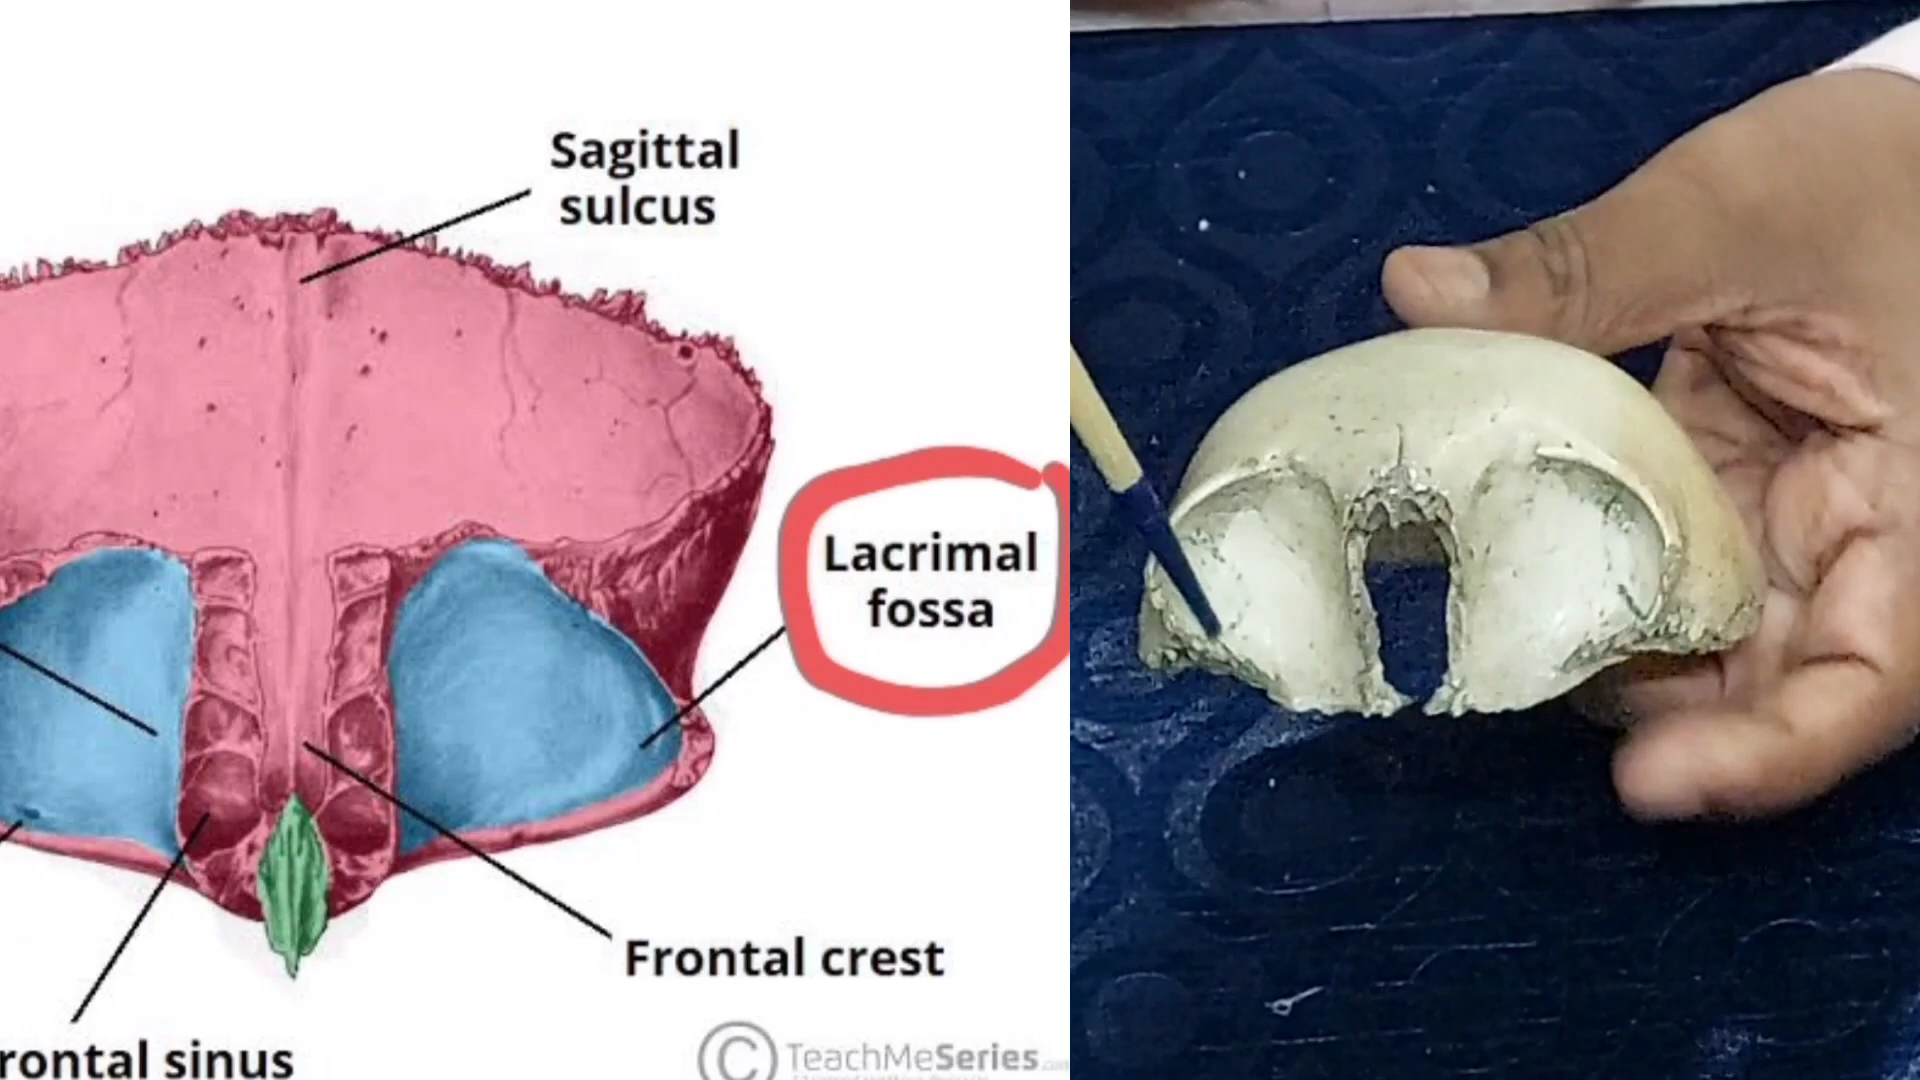 Sagittal
sulcus
Lacrimal
fossa
Frontal crest
rontal sinus
© TeachMeSeries